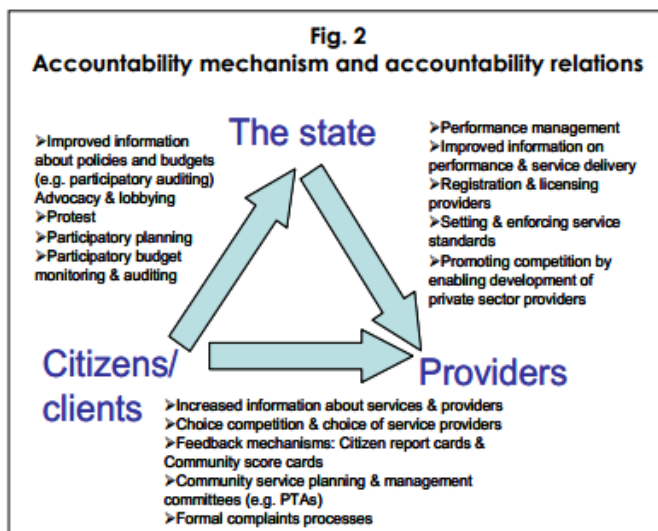 Fig. 2
Accountability mechanism and accountability relations
The state
➢Improved information
about policies and budgets
(e.g. participatory auditing)
Advocacy & lobbying
➢Protest
➢Participatory planning
➢Participatory budget
monitoring & auditing
➢Performance management
➢Improved information on
performance & service delivery
➢Registration & licensing
providers
➢Setting & enforcing service
standards
➢Promoting competition by
enabling development of
private sector providers
Citizens/
clients
Providers
➢Increased information about services & providers
➢Choice competition & choice of service providers
➢Feedback mechanisms: Citizen report cards &
Community score cards
➢Community service planning & management
committees (e.g. PTAs)
➢Formal complaints processes